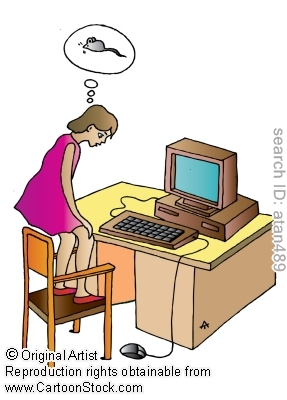 search ID: atan489
© Original Artist
Reproduction rights obtainable from
www.CartoonStock.com